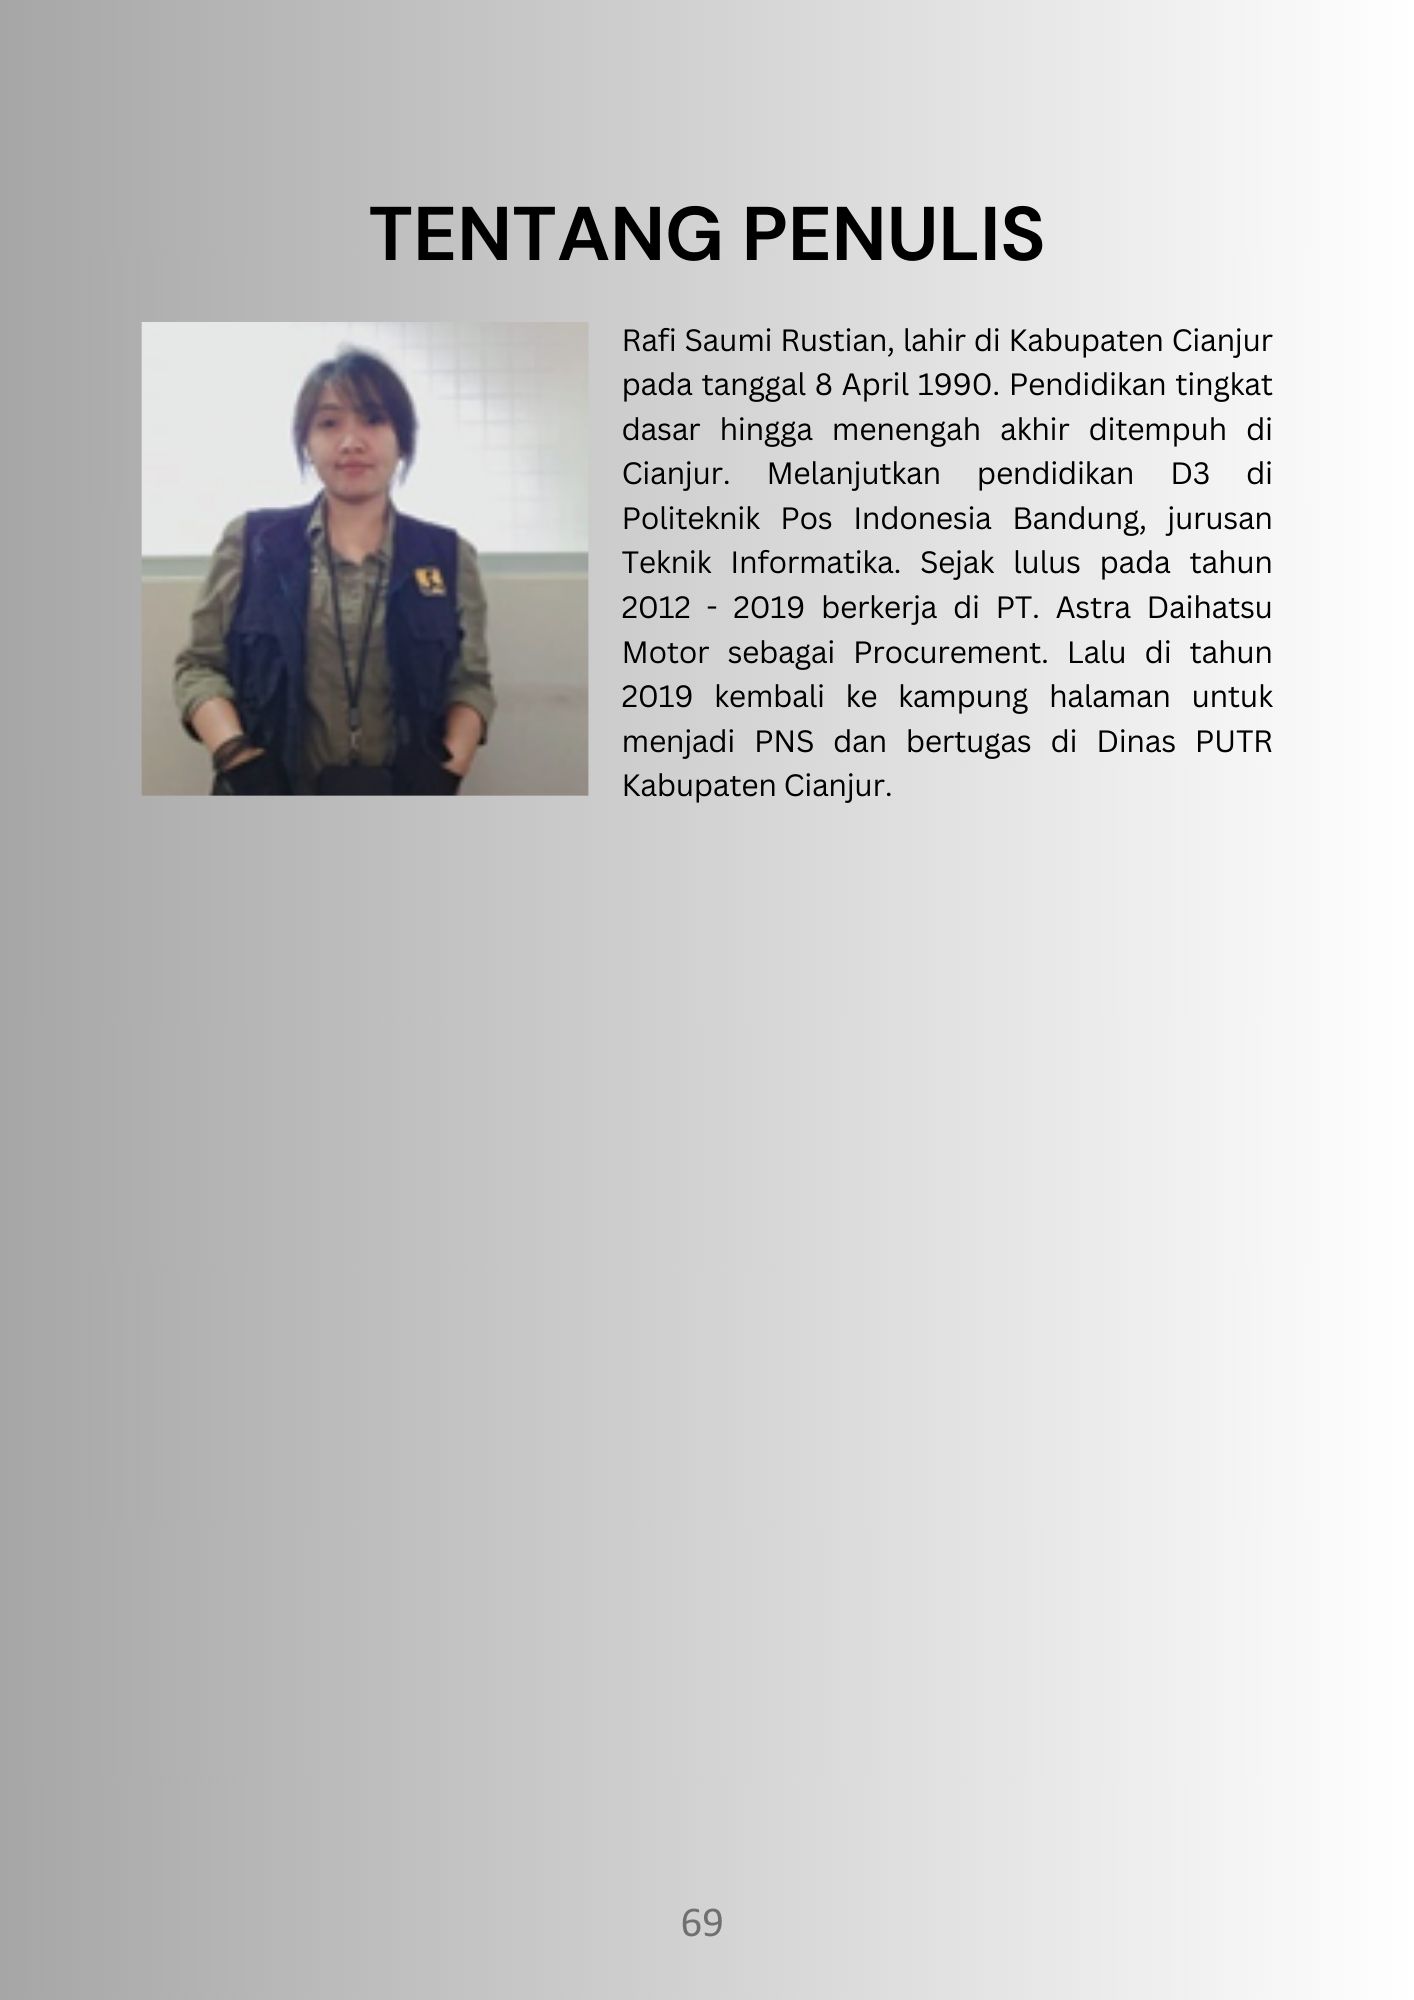 TENTANG PENULIS
Rafi Saumi Rustian, lahir di Kabupaten Cianjur
pada tanggal 8 April 1990. Pendidikan tingkat
dasar hingga menengah akhir ditempuh di
Cianjur. Melanjutkan pendidikan D3 di
Politeknik Pos Indonesia Bandung, jurusan
Teknik Informatika. Sejak lulus pada tahun
2012 - 2019 berkerja di PT. Astra Daihatsu
Motor sebagai Procurement. Lalu di tahun
2019 kembali ke kampung halaman untuk
menjadi PNS dan bertugas di Dinas PUTR
Kabupaten Cianjur.
69